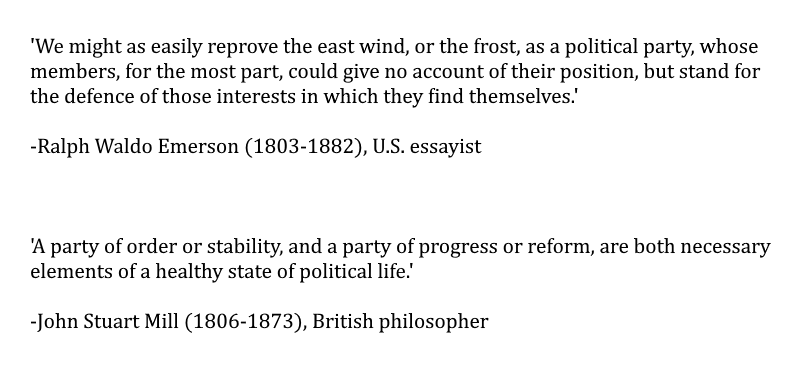 'We might as easily reprove the east wind, or the frost, as a political party, whose
members, for the most part, could give no account of their position, but stand for
the defence of those interests in which they find themselves.'
-Ralph Waldo Emerson (1803-1882), U.S. essayist
'A party of order or stability, and a party of progress or reform, are both necessary
elements of a healthy state of political life.'
-John Stuart Mill (1806-1873), British philosopher